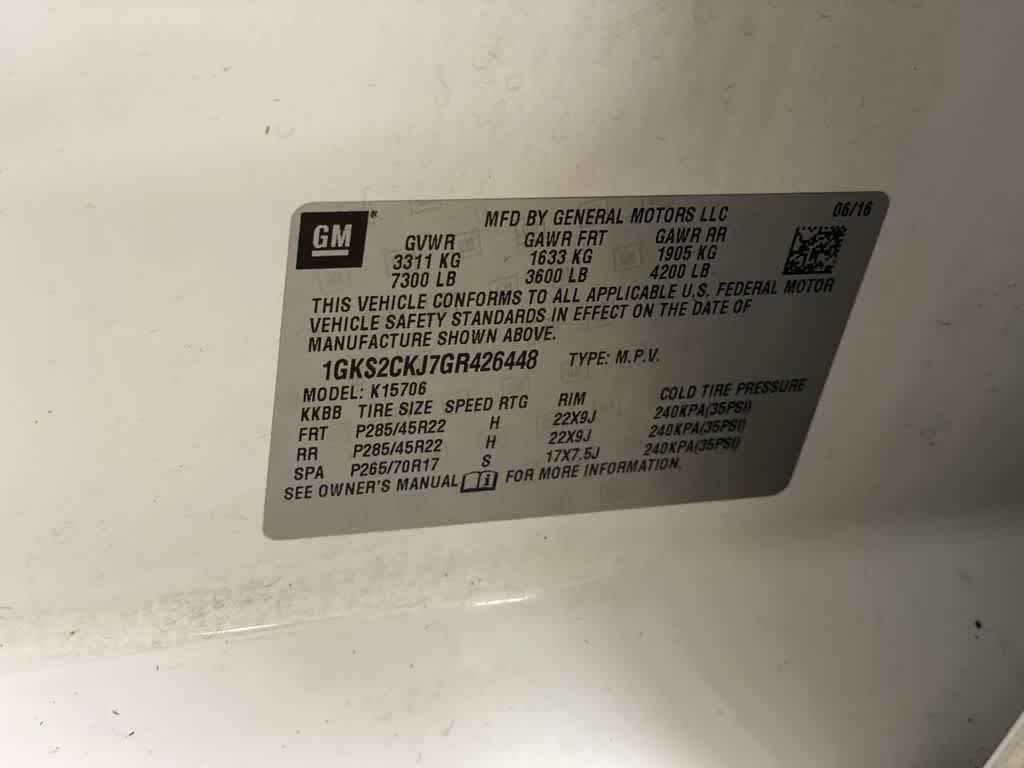 GM ® MFD BY GENERAL MOTORS LLC 06/16
GVWR GAWR FRT GAWR RR
3311 KG 1633 KG 1905 KG
7300 LB 3600 LB 4200 LB
THIS VEHICLE CONFORMS TO ALL APPLICABLE U.S. FEDERAL MOTOR
VEHICLE SAFETY STANDARDS IN EFFECT ON THE DATE OF
MANUFACTURE SHOWN ABOVE.
1GKS2CKJ7GR426448 TYPE: M.P.V.
MODEL: K15706
KKBB TIRE SIZE SPEED RTG RIM COLD TIRE PRESSURE
FRT P285/45R22 H 22X9J 240KPA(35PSI)
RR P285/45R22 H 22X9J 240KPA(35PSI)
SPA P265/70R17 S 17X7.5J 240KPA(35PSI)
SEE OWNER'S MANUAL i FOR MORE INFORMATION.